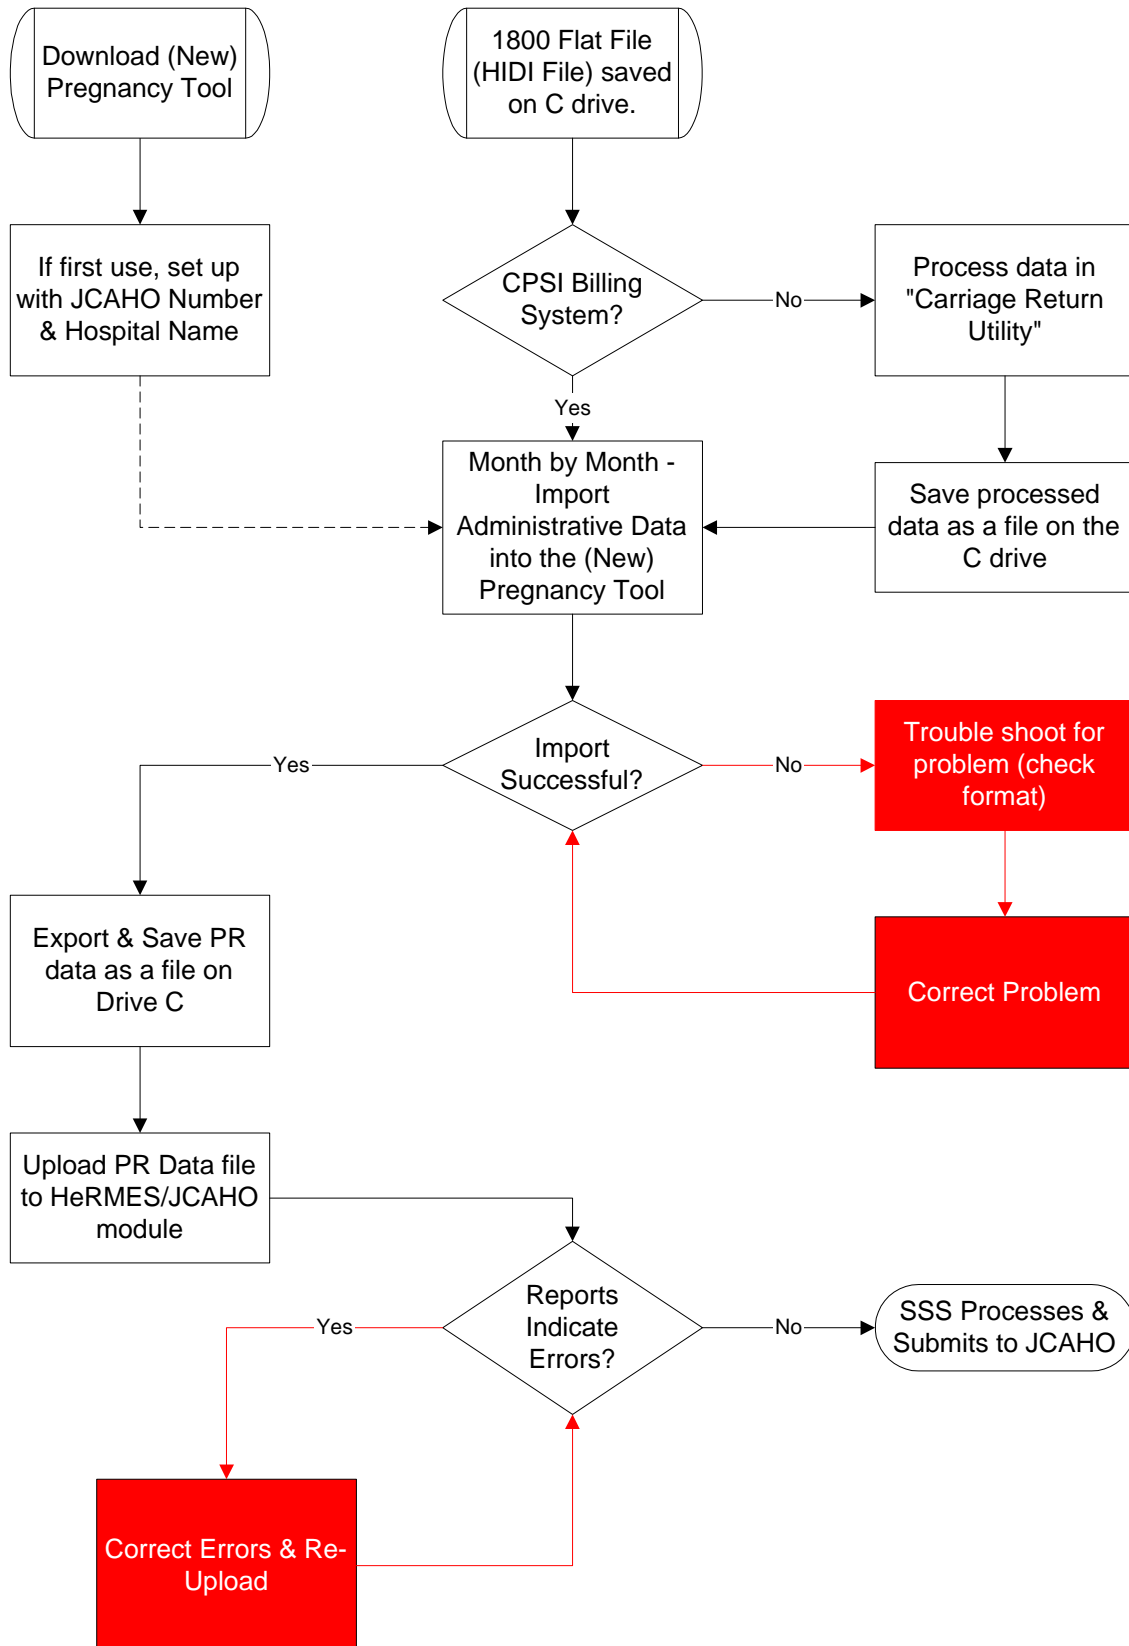 Download (New)
Pregnancy Tool
1800 Flat File
(HIDI File) saved
on C drive.
If first use, set up
with JCAHO Number
& Hospital Name
CPSI Billing
System?
No
Process data in
"Carriage Return
Utility"
Yes
Month by Month -
Import
Administrative Data
into the (New)
Pregnancy Tool
Save processed
data as a file on the
C drive
Yes
Import
Successful?
No
Trouble shoot for
problem (check
format)
Export & Save PR
data as a file on
Drive C
Correct Problem
Upload PR Data file
to HeRMES/JCAHO
module
Yes
Reports
Indicate
Errors?
No
SSS Processes &
Submits to JCAHO
Correct Errors & Re-
Upload